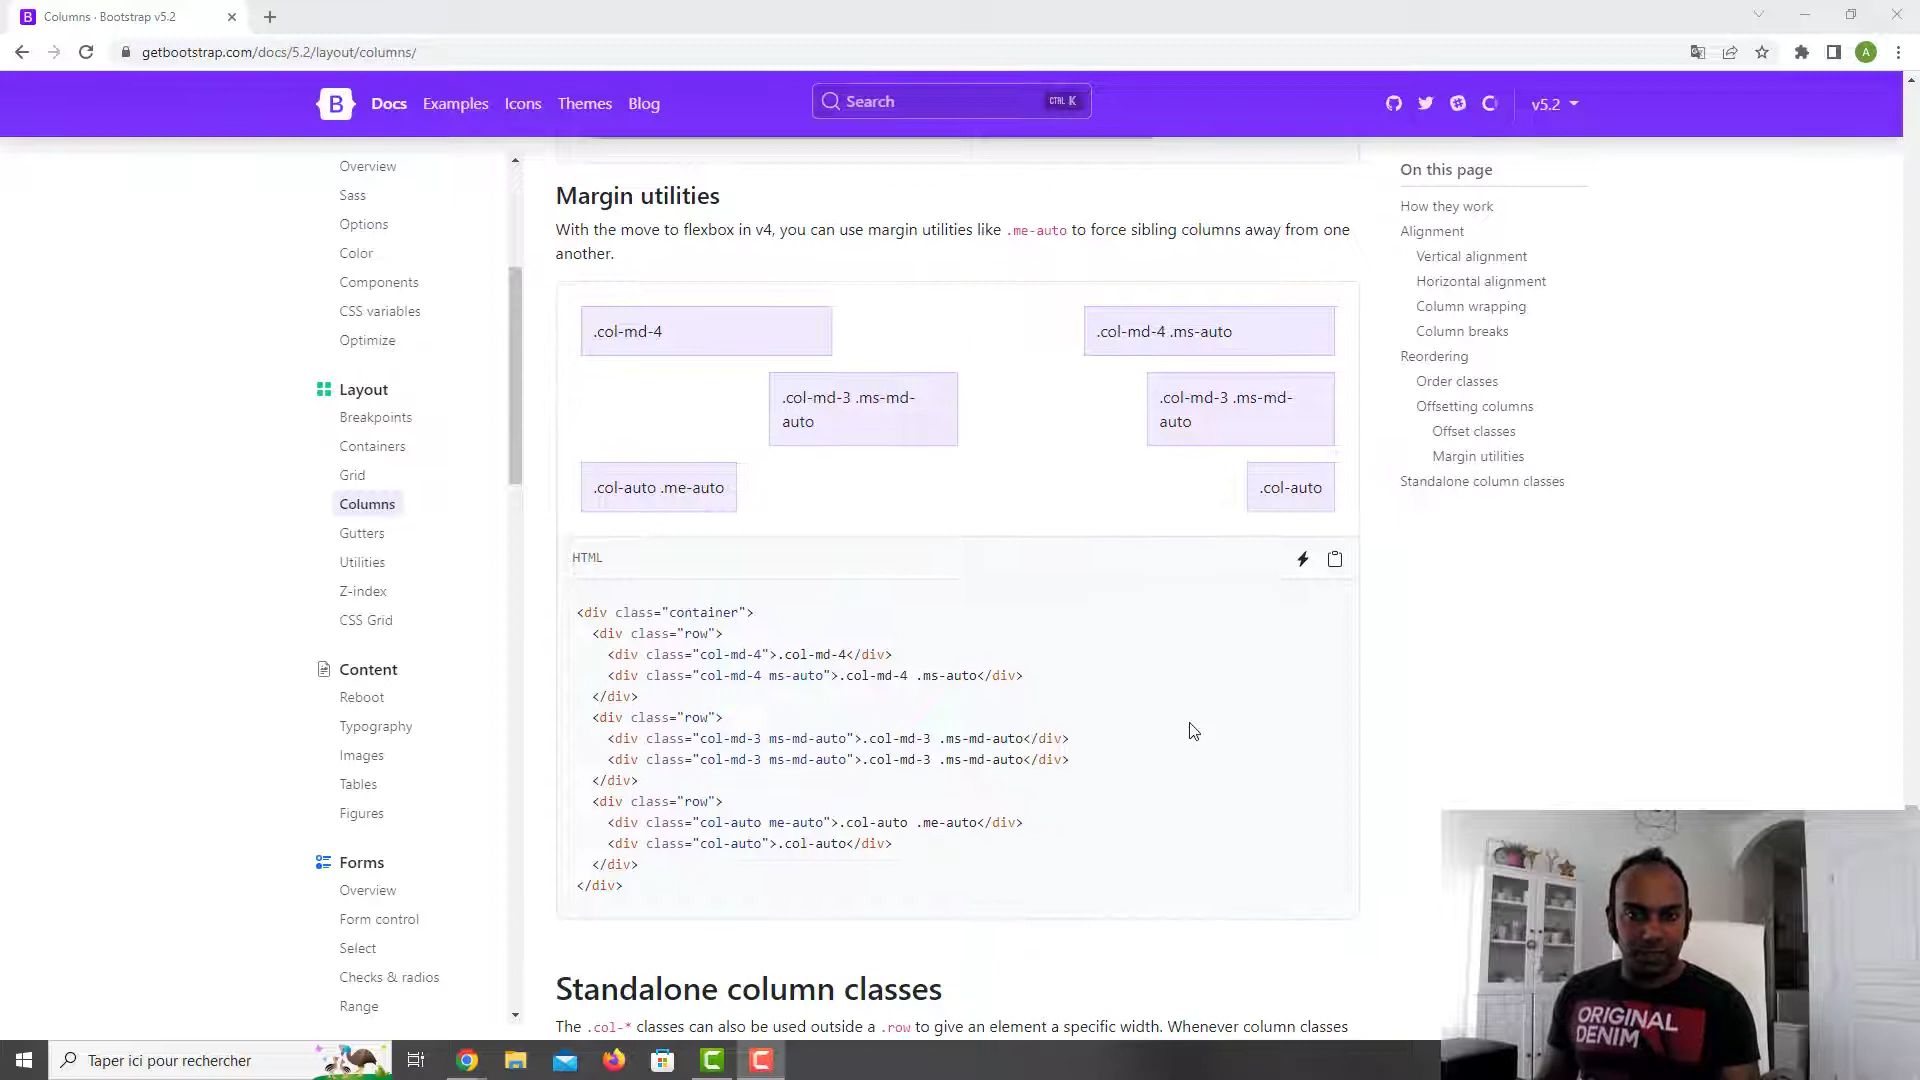 Columns · Bootstrap v5.2
getbootstrap.com/docs/5.2/layout/columns/
A
B
Docs
Examples
Icons
Themes
Blog
Search
CTRL K
v5.2
Overview
Sass
Options
Color
Components
CSS variables
Optimize
Layout
Breakpoints
Containers
Grid
Columns
Gutters
Utilities
Z-index
CSS Grid
Content
Reboot
Typography
Images
Tables
Figures
Forms
Overview
Form control
Select
Checks & radios
Range
Margin utilities
With the move to flexbox in v4, you can use margin utilities like .me-auto to force sibling columns away from one
another.
.col-md-4
.col-md-4 .ms-auto
.col-md-3 .ms-md-
auto
.col-md-3 .ms-md-
auto
.col-auto .me-auto
.col-auto
HTML
<div class="container">
<div class="row">
<div class="col-md-4">.col-md-4</div>
<div class="col-md-4 ms-auto">.col-md-4 .ms-auto</div>
</div>
<div class="row">
<div class="col-md-3 ms-md-auto">.col-md-3 .ms-md-auto</div>
<div class="col-md-3 ms-md-auto">.col-md-3 .ms-md-auto</div>
</div>
<div class="row">
<div class="col-auto me-auto">.col-auto .me-auto</div>
<div class="col-auto">.col-auto</div>
</div>
</div>
Standalone column classes
The .col-* classes can also be used outside a .row to give an element a specific width. Whenever column classes
On this page
How they work
Alignment
Vertical alignment
Horizontal alignment
Column wrapping
Column breaks
Reordering
Order classes
Offsetting columns
Offset classes
Margin utilities
Standalone column classes
ORIGINAL
DENIM
Taper ici pour rechercher